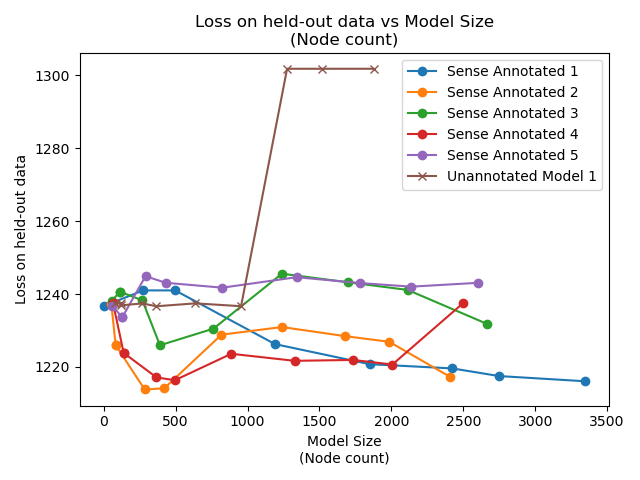 Loss on held-out data vs Model Size
(Node count)
Loss on held-out data
1300
1280
1260
1240
1220
Sense Annotated 1
Sense Annotated 2
Sense Annotated 3
Sense Annotated 4
Sense Annotated 5
Unannotated Model 1
0 500 1000 1500 2000 2500 3000 3500
Model Size
(Node count)